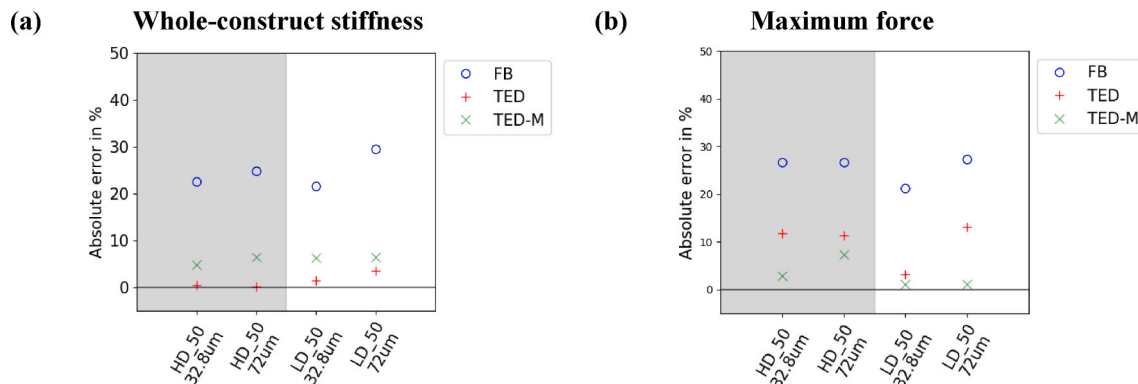 (a) Whole-construct stiffness
50
40
30
20
10
0
Absolute error in %
HD_50
32.8um
HD_50
72um
LD_50
32.8um
LD_50
72um
FB
TED
TED-M
(b) Maximum force
50
40
30
20
10
0
Absolute error in %
HD_50
32.8um
HD_50
72um
LD_50
32.8um
LD_50
72um
FB
TED
TED-M